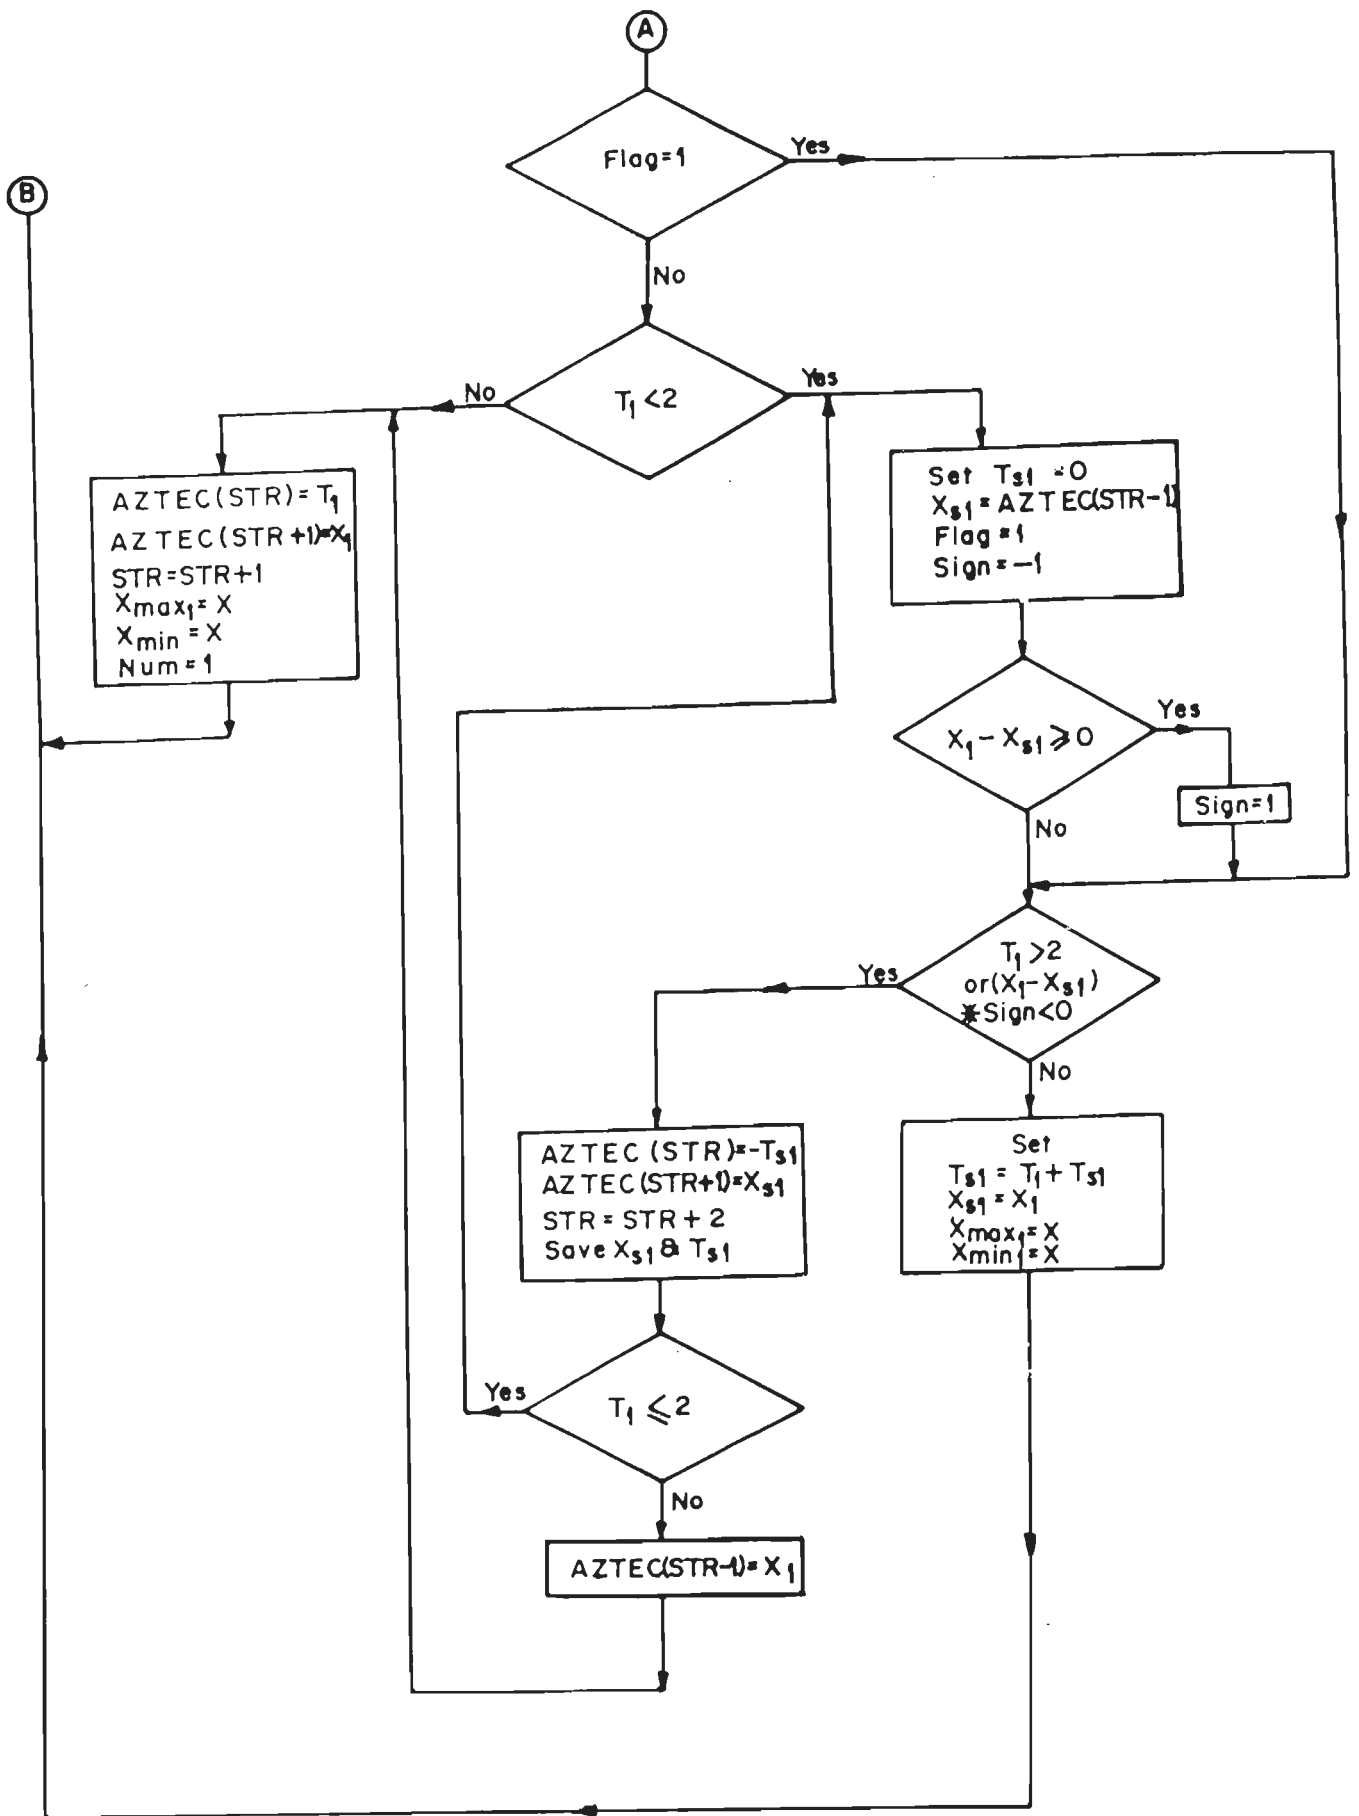 A
Flag=1
Yes
B
No
T₁<2
No
Yes
AZTEC(STR)=T₁
AZTEC(STR+1)=X₁
STR=STR+1
Xmax₁=X
Xmin=X
Num=1
Set Ts1=0
Xs1=AZTEC(STR-1)
Flag=1
Sign=-1
X₁-Xs1⩾0
Yes
Sign=1
No
T₁>2
or(X₁-Xs1)
*Sign<0
Yes
No
AZTEC(STR)=-Ts1
AZTEC(STR+1)=Xs1
STR=STR+2
Save Xs1 & Ts1
Set
Ts1=T₁+Ts1
Xs1=X₁
Xmax₁=X
Xmin₁=X
T₁⩽2
Yes
No
AZTEC(STR-1)=X₁